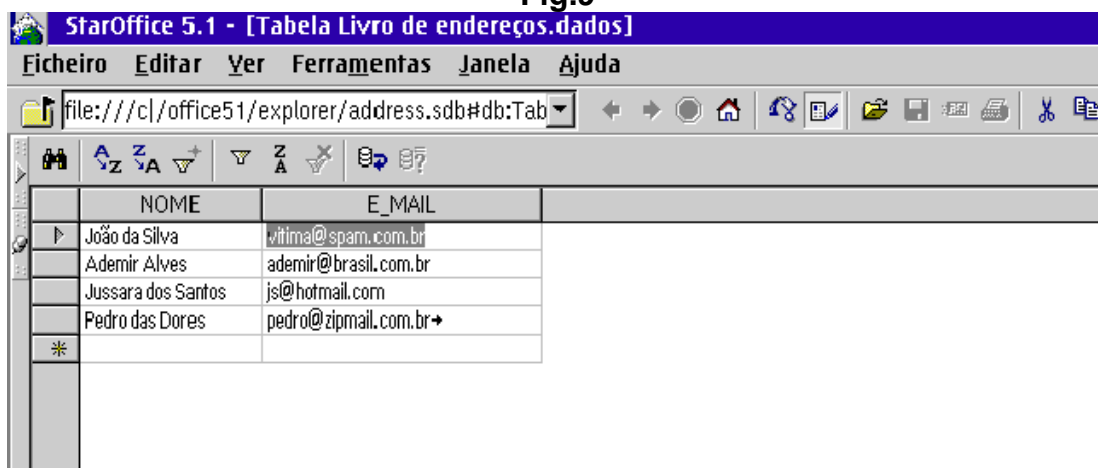 StarOffice 5.1 - [Tabela Livro de endereços.dados]
Ficheiro Editar Ver Ferramentas Janela Ajuda
file:///c|/office51/explorer/address.sdb#db:Tab
NOME E_MAIL
João da Silva vitima@spam.com.br
Ademir Alves ademir@brasil.com.br
Jussara dos Santos js@hotmail.com
Pedro das Dores pedro@zipmail.com.br